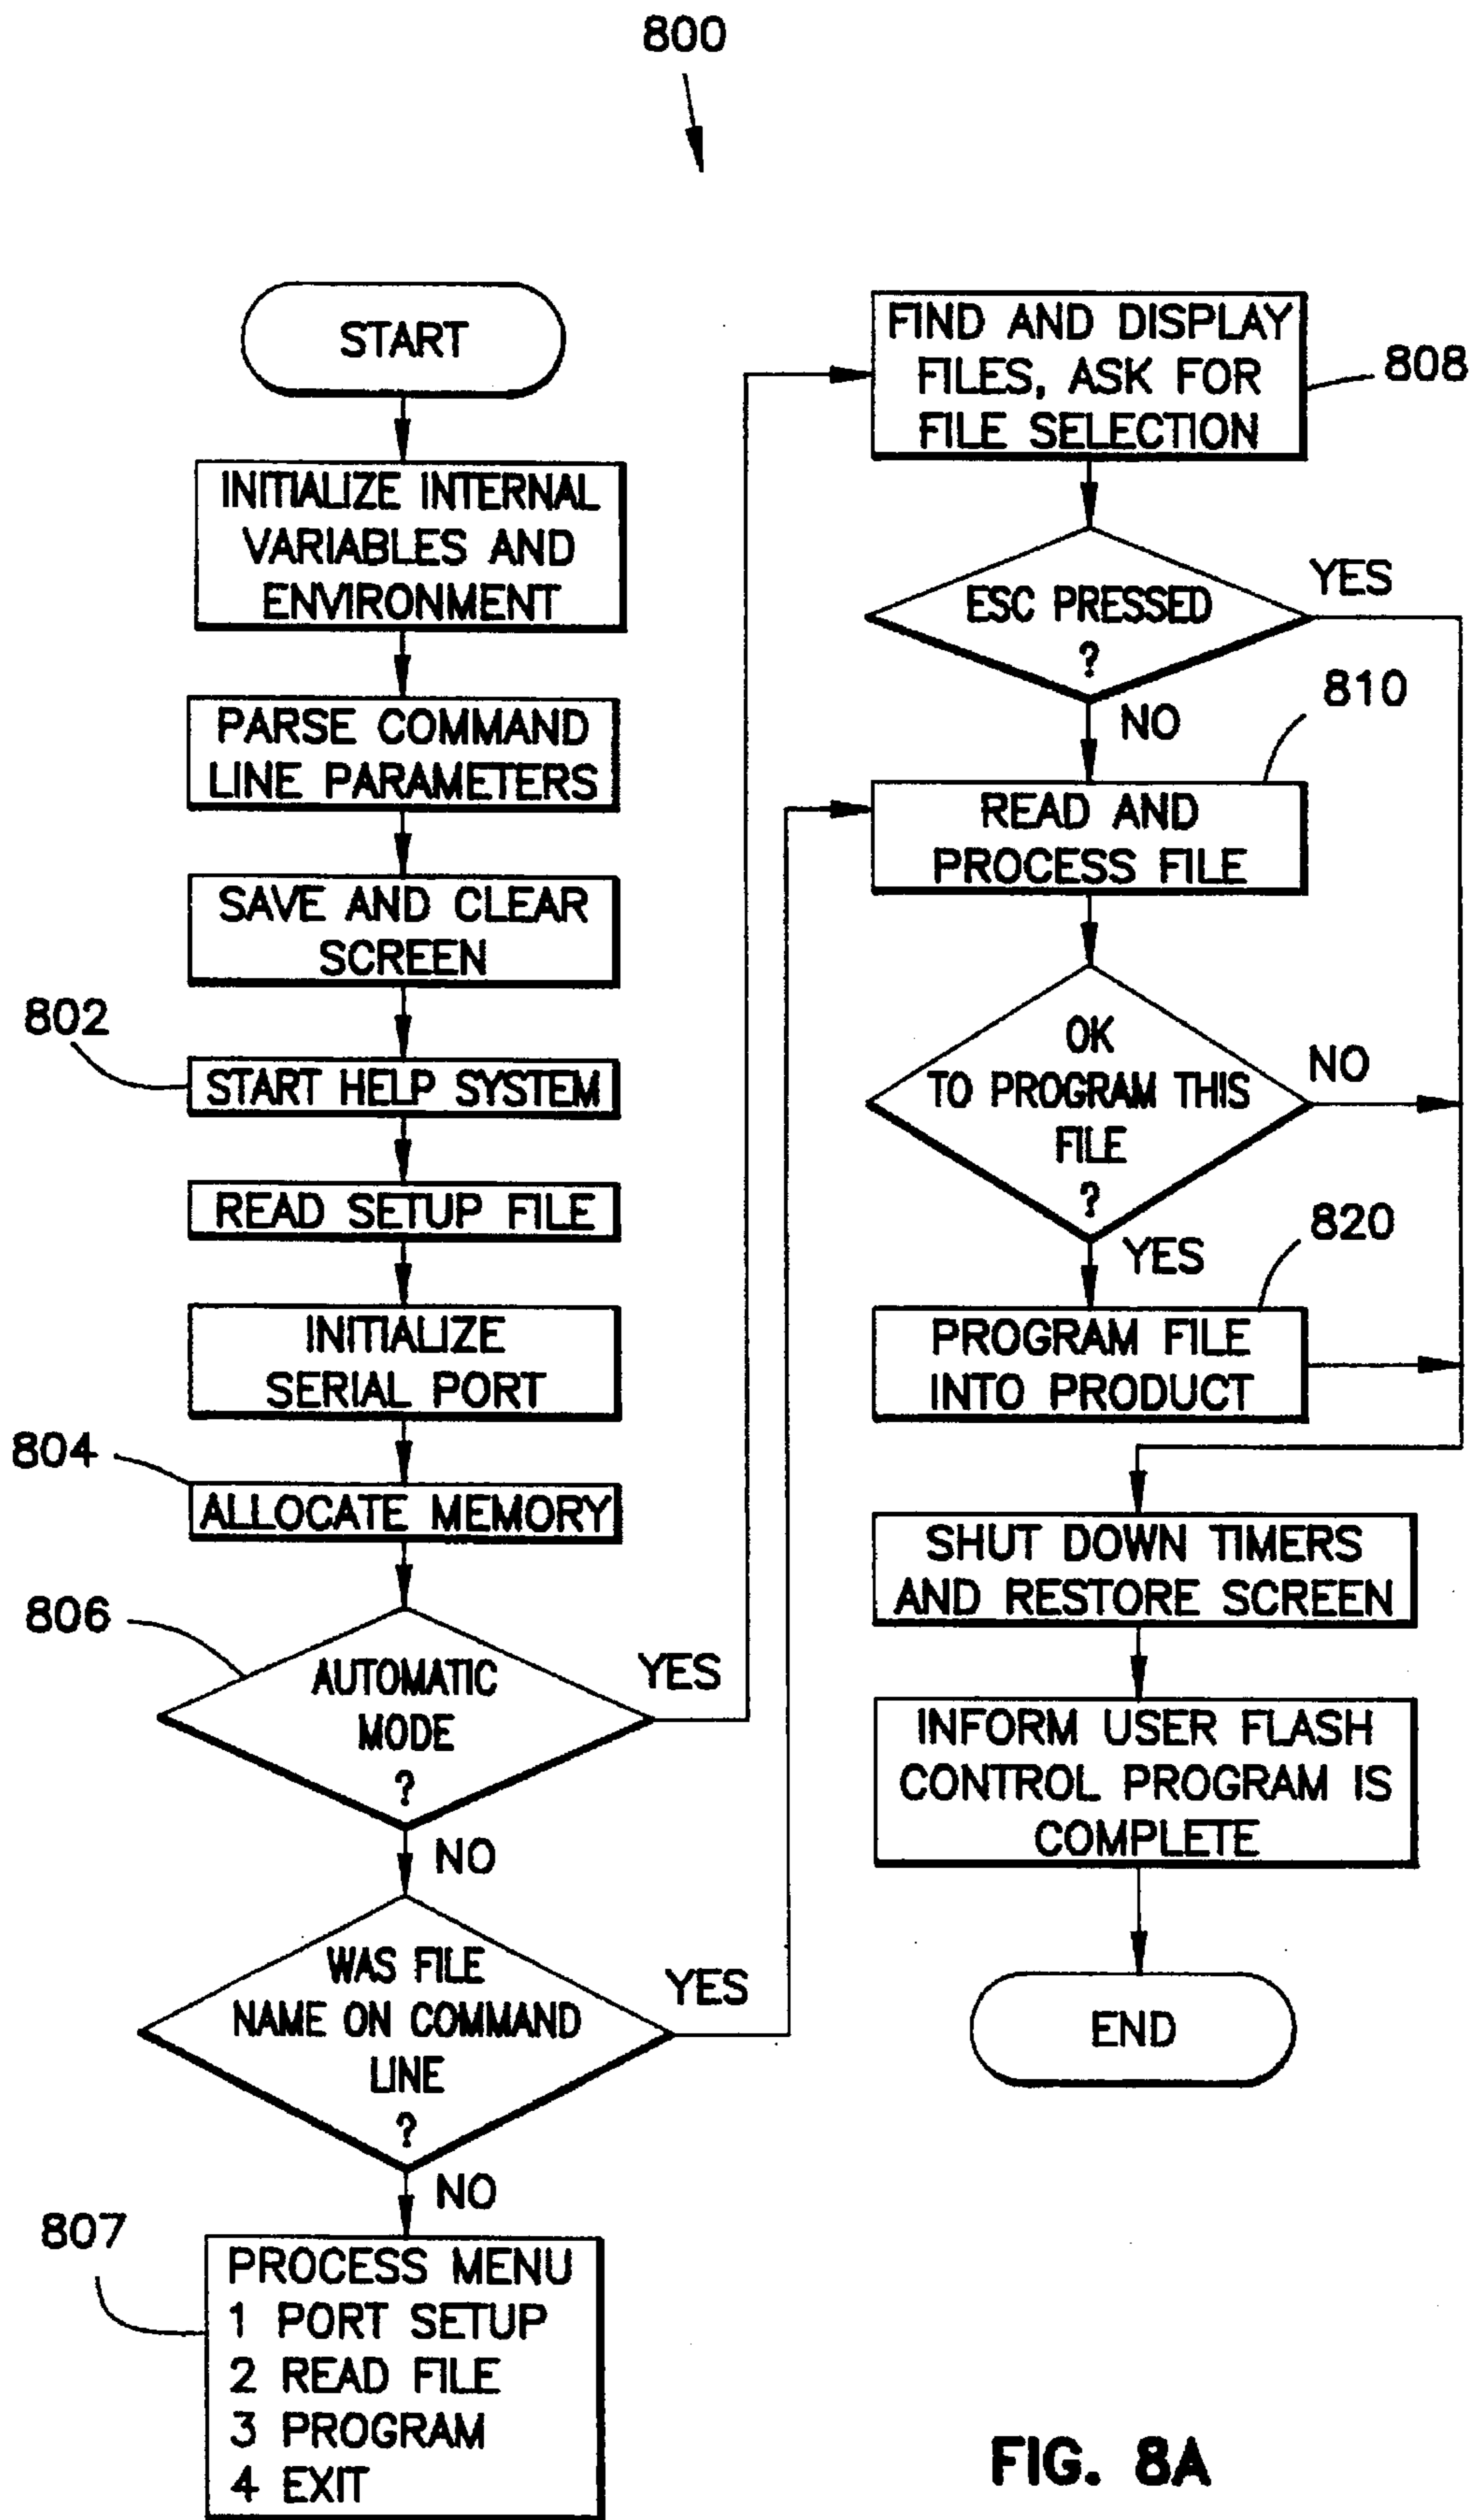 800
START
INITIALIZE INTERNAL
VARIABLES AND
ENVIRONMENT
PARSE COMMAND
LINE PARAMETERS
SAVE AND CLEAR
SCREEN
802
START HELP SYSTEM
READ SETUP FILE
INITIALIZE
SERIAL PORT
804
ALLOCATE MEMORY
806
AUTOMATIC
MODE
?
YES
NO
WAS FILE
NAME ON COMMAND
LINE
?
YES
NO
807
PROCESS MENU
1 PORT SETUP
2 READ FILE
3 PROGRAM
4 EXIT
FIND AND DISPLAY
FILES, ASK FOR
FILE SELECTION
808
ESC PRESSED
?
YES
NO
810
READ AND
PROCESS FILE
OK
TO PROGRAM THIS
FILE
?
NO
YES
820
PROGRAM FILE
INTO PRODUCT
SHUT DOWN TIMERS
AND RESTORE SCREEN
INFORM USER FLASH
CONTROL PROGRAM IS
COMPLETE
END
FIG. 8A